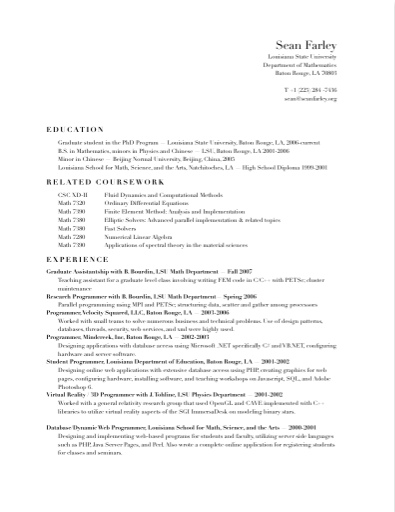 Sean Farley
Louisiana State University
Department of Mathematics
Baton Rouge, LA 70803
T +1 (225) 284-7436
sean@seanfarley.org
EDUCATION
Graduate student in the PhD Program – Louisiana State University, Baton Rouge, LA, 2006-current
B.S. in Mathematics, minors in Physics and Chinese – LSU, Baton Rouge, LA 2001-2006
Minor in Chinese – Beijing Normal University, Beijing, China, 2005
Louisiana School for Math, Science, and the Arts, Natchitoches, LA – High School Diploma 1999-2001
RELATED COURSEWORK
CSC XD-II Fluid Dynamics and Computational Methods
Math 7320 Ordinary Differential Equations
Math 7390 Finite Element Method: Analysis and Implementation
Math 7380 Elliptic Solvers: Advanced parallel implementation & related topics
Math 7380 Fast Solvers
Math 7280 Numerical Linear Algebra
Math 7390 Applications of spectral theory in the material sciences
EXPERIENCE
Graduate Assistantship with B. Bourdin, LSU Math Department – Fall 2007
Teaching assistant for a graduate level class involving writing FEM code in C/C++ with PETSc; cluster
maintenance
Research Programmer with B. Bourdin, LSU Math Department – Spring 2006
Parallel programming using MPI and PETSc; structuring data, scatter and gather among processors
Programmer, Velocity Squared, LLC, Baton Rouge, LA – 2003-2006
Worked with small teams to solve numerous business and technical problems. Use of design patterns,
databases, threads, security, web services, and xml were highly used.
Programmer, Mindcreek, Inc, Baton Rouge, LA – 2002-2003
Designing applications with database access using Microsoft .NET specifically C# and VB.NET, configuring
hardware and server software.
Student Programmer, Louisiana Department of Education, Baton Rouge, LA – 2001-2002
Designing online web applications with extensive database access using PHP, creating graphics for web
pages, configuring hardware, installing software, and teaching workshops on Javascript, SQL, and Adobe
Photoshop 6.
Virtual Reality / 3D Programmer with J. Tohline, LSU Physics Department – 2001-2002
Worked with a general relativity research group that used OpenGL and CAVE implemented with C++
libraries to utilize virtual reality aspects of the SGI ImmersaDesk on modeling binary stars.
Database Dynamic Web Programmer, Louisiana School for Math, Science, and the Arts – 2000-2001
Designing and implementing web-based programs for students and faculty, utilizing server side languages
such as PHP, Java Server Pages, and Perl. Also wrote a complete online application for registering students
for classes and seminars.